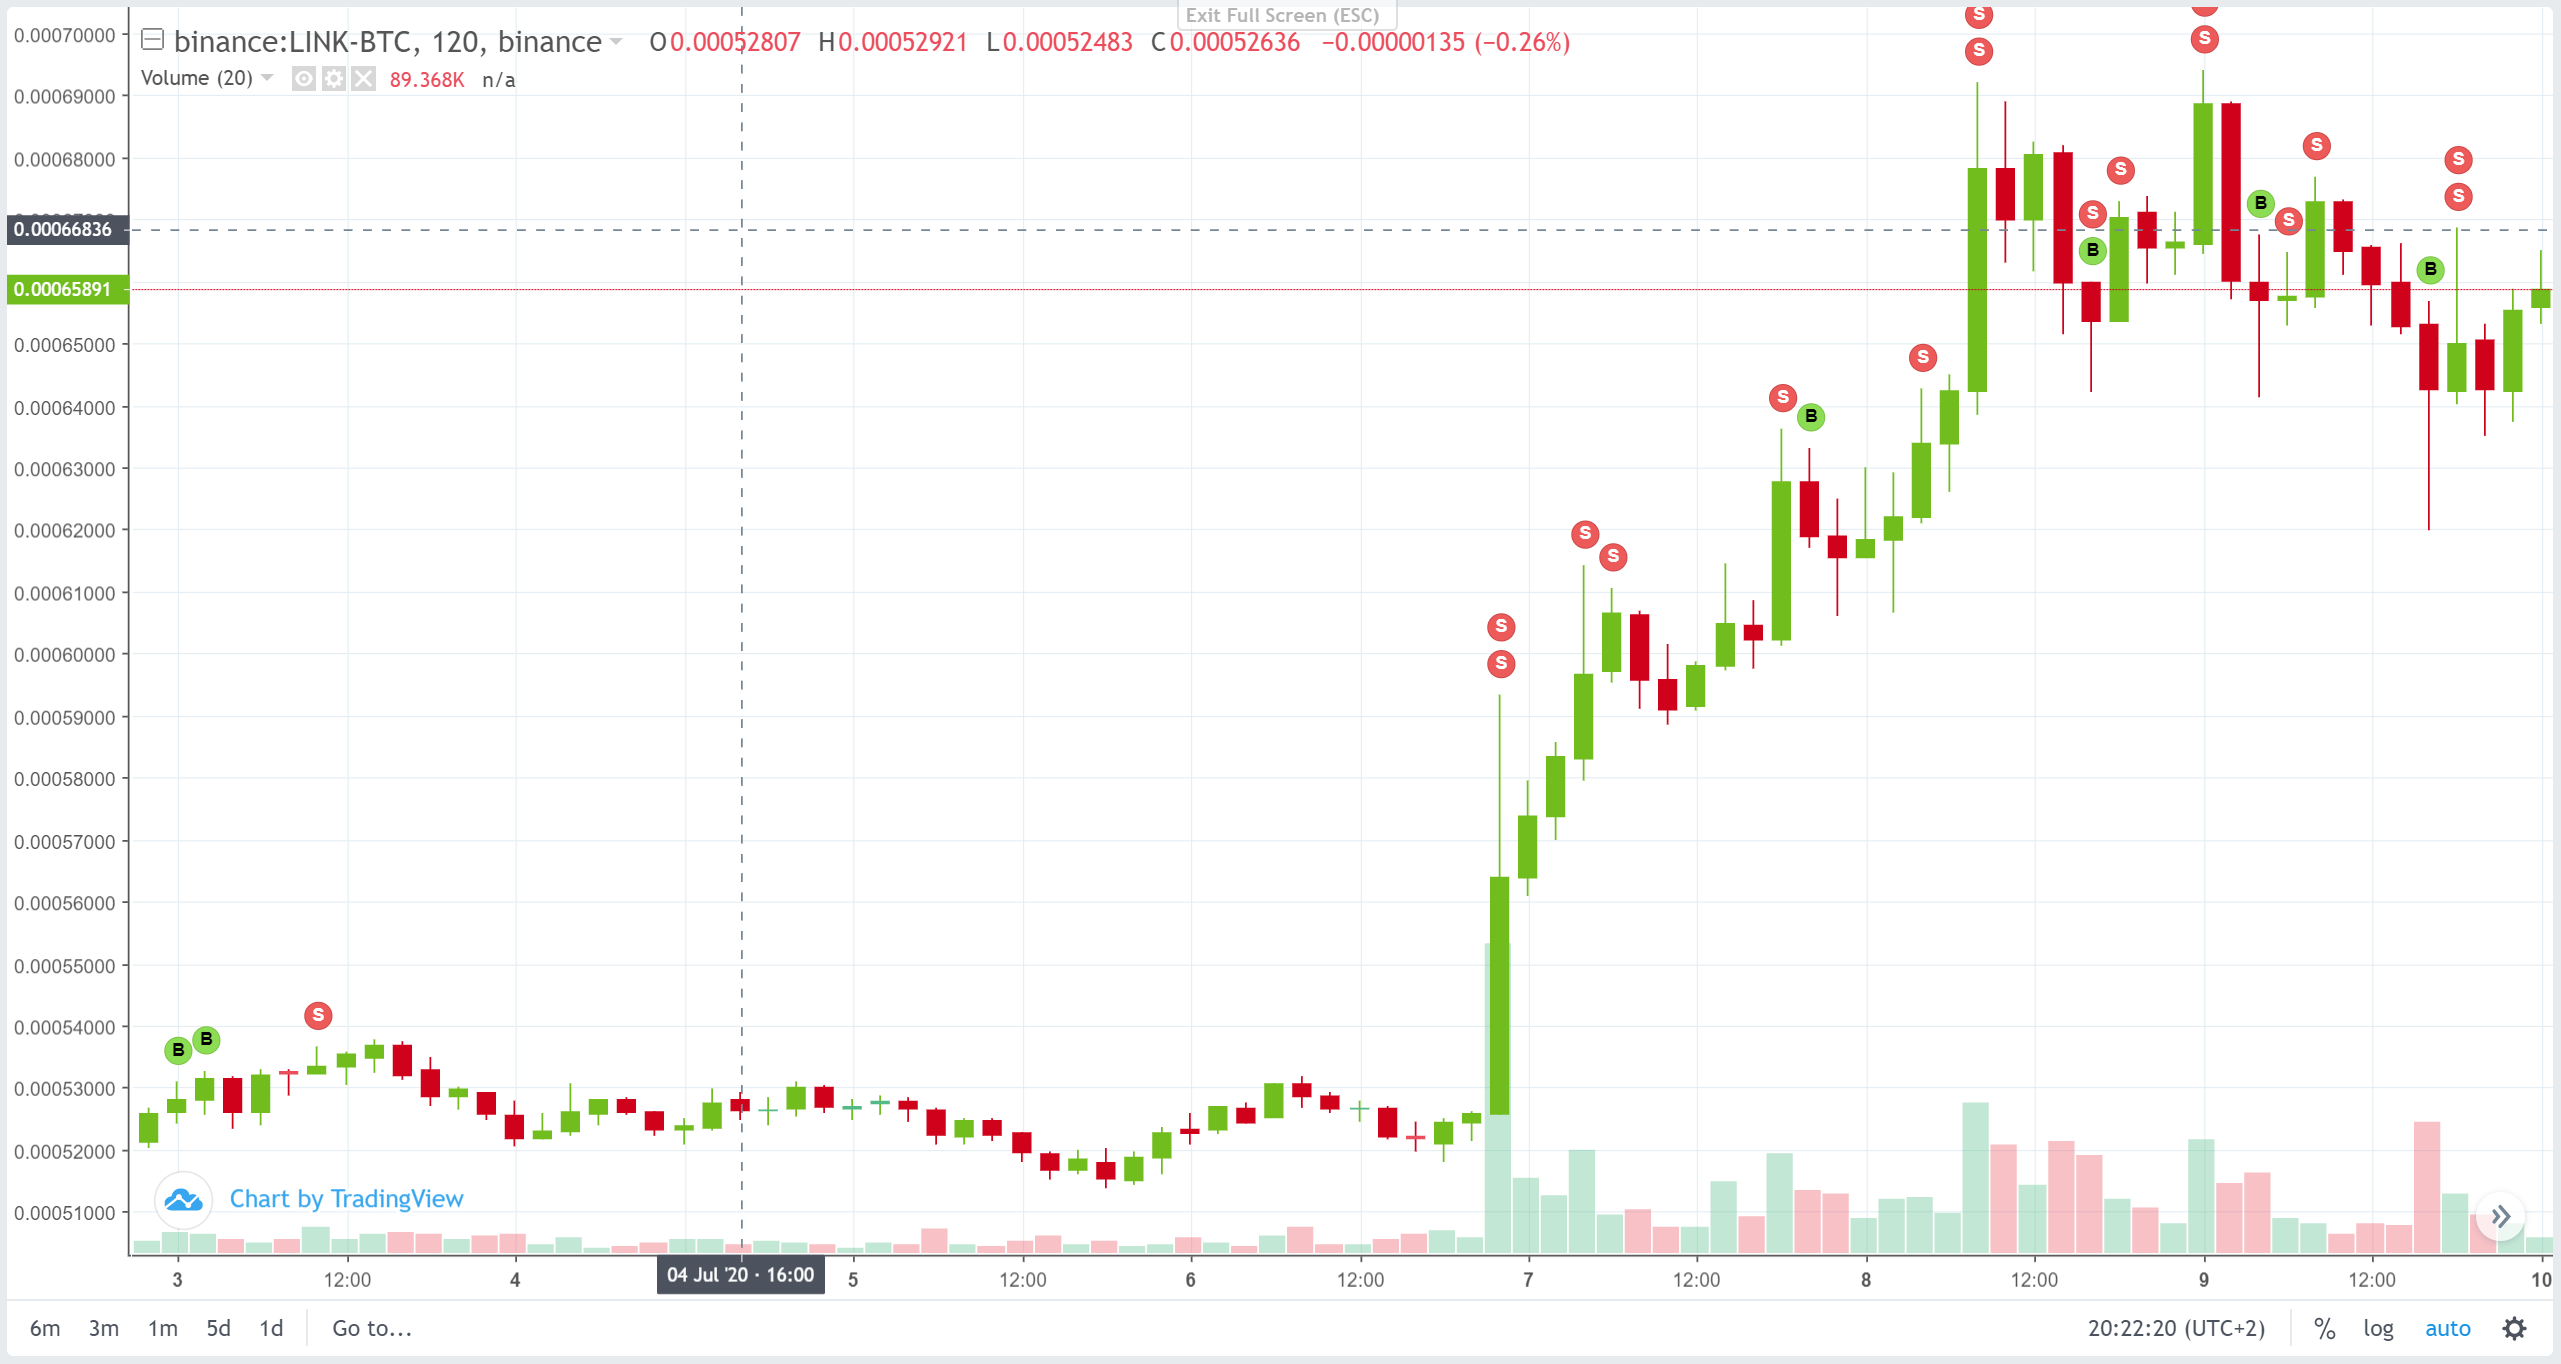 Exit Full Screen (ESC)
binance:LINK-BTC, 120, binance O0.00052807 H0.00052921 L0.00052483 C0.00052636 −0.00000135 (−0.26%)
Volume (20) 89.368K n/a
0.00070000
0.00069000
0.00068000
0.00066836
0.00065891
0.00065000
0.00064000
0.00063000
0.00062000
0.00061000
0.00060000
0.00059000
0.00058000
0.00057000
0.00056000
0.00055000
0.00054000
0.00053000
0.00052000
0.00051000
S S
S S
S S
S
S S
B S
S B
B
S
S B
S S
S
S
S
S
B B S
Chart by TradingView
3 12:00 4 04 Jul '20 · 16:00 5 12:00 6 12:00 7 12:00 8 12:00 9 12:00 10
6m 3m 1m 5d 1d Go to... 20:22:20 (UTC+2) % log auto